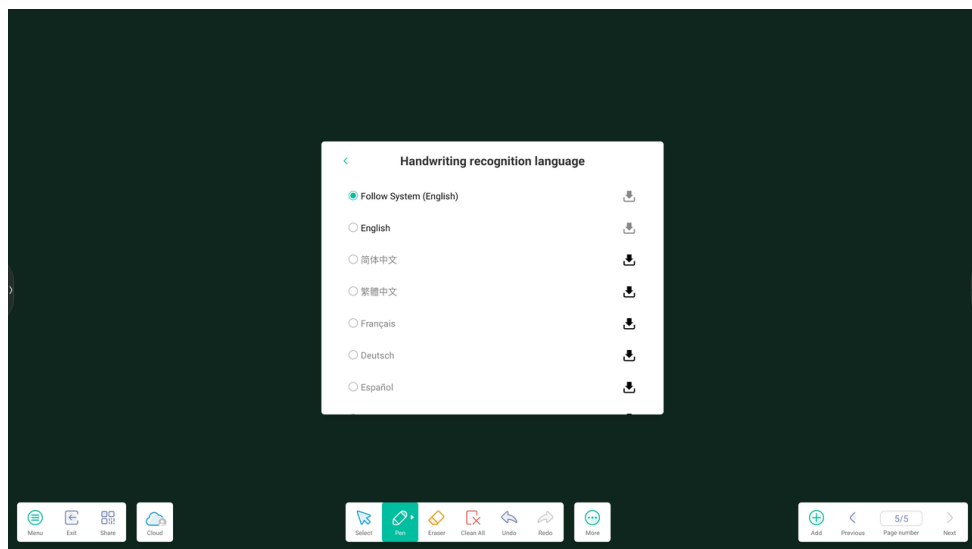 Handwriting recognition language
Follow System (English)
English
简体中文
繁體中文
Français
Deutsch
Español
Menu Exit Share Cloud Select Pen Eraser Clean All Undo Redo More Add Previous 5/5 Page number Next